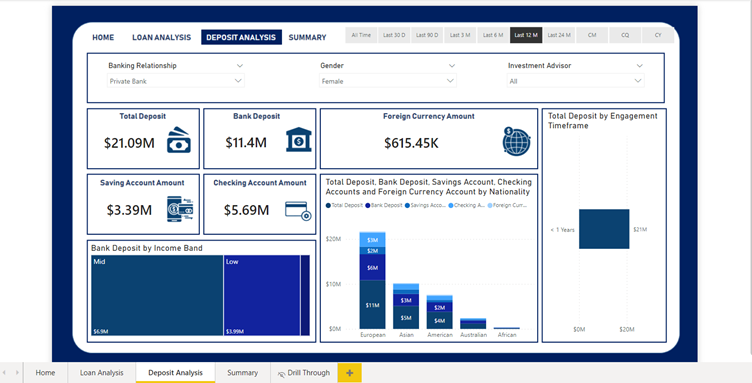 HOME
LOAN ANALYSIS
DEPOSIT ANALYSIS
SUMMARY
All Time
Last 30 D
Last 90 D
Last 3 M
Last 6 M
Last 12 M
Last 24 M
CM
CQ
CY
Banking Relationship
Gender
Investment Advisor
Private Bank
Female
All
Total Deposit
$21.09M
Bank Deposit
$11.4M
Foreign Currency Amount
$615.45K
Saving Account Amount
$3.39M
Checking Account Amount
$5.69M
Bank Deposit by Income Band
Mid
Low
$6.9M
$3.99M
Total Deposit, Bank Deposit, Savings Account, Checking
Accounts and Foreign Currency Account by Nationality
Total Deposit
Bank Deposit
Savings Acco...
Checking A...
Foreign Curr...
$20M
$10M
$0M
$3M
$2M
$6M
$11M
$3M
$5M
$2M
$4M
European
Asian
American
Australian
African
Total Deposit by Engagement
Timeframe
< 1 Years
$21M
$0M
$20M
Home
Loan Analysis
Deposit Analysis
Summary
Drill Through
+